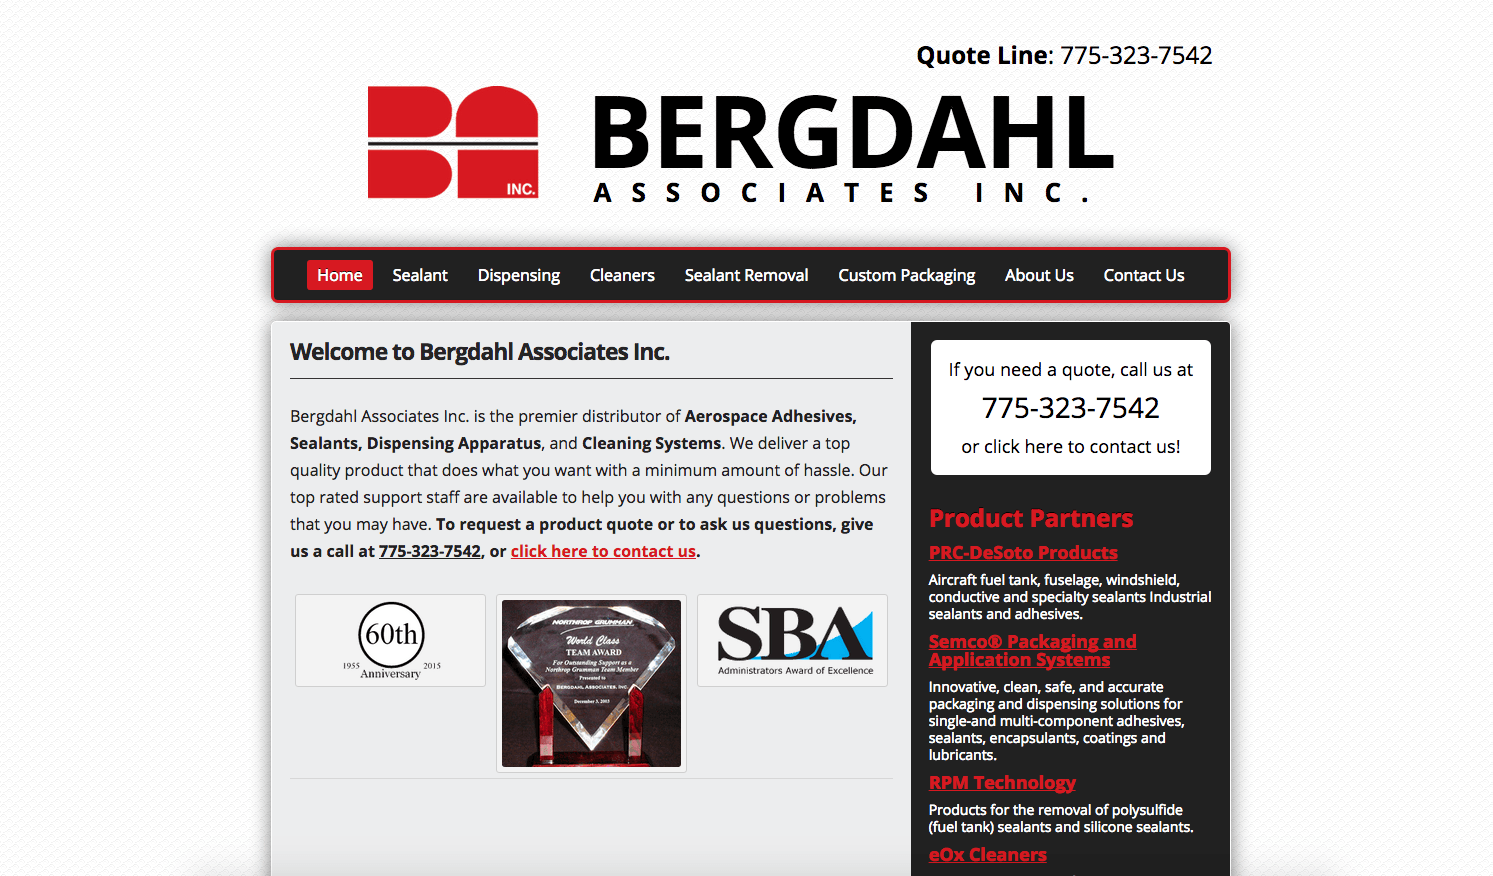 Quote Line: 775-323-7542
INC.
BERGDAHL
ASSOCIATES INC.
Home Sealant Dispensing Cleaners Sealant Removal Custom Packaging About Us Contact Us
Welcome to Bergdahl Associates Inc.
Bergdahl Associates Inc. is the premier distributor of Aerospace Adhesives,
Sealants, Dispensing Apparatus, and Cleaning Systems. We deliver a top
quality product that does what you want with a minimum amount of hassle. Our
top rated support staff are available to help you with any questions or problems
that you may have. To request a product quote or to ask us questions, give
us a call at 775-323-7542, or click here to contact us.
60th
1955 2015
Anniversary
NORTHROP GRUMMAN
World Class
TEAM AWARD
For Outstanding Support as a
Northrop Grumman Team Member
Presented to
BERGDAHL ASSOCIATES, INC.
December 3, 2003
SBA
Administrators Award of Excellence
If you need a quote, call us at
775-323-7542
or click here to contact us!
Product Partners
PRC-DeSoto Products
Aircraft fuel tank, fuselage, windshield,
conductive and specialty sealants Industrial
sealants and adhesives.
Semco® Packaging and
Application Systems
Innovative, clean, safe, and accurate
packaging and dispensing solutions for
single-and multi-component adhesives,
sealants, encapsulants, coatings and
lubricants.
RPM Technology
Products for the removal of polysulfide
(fuel tank) sealants and silicone sealants.
eOx Cleaners